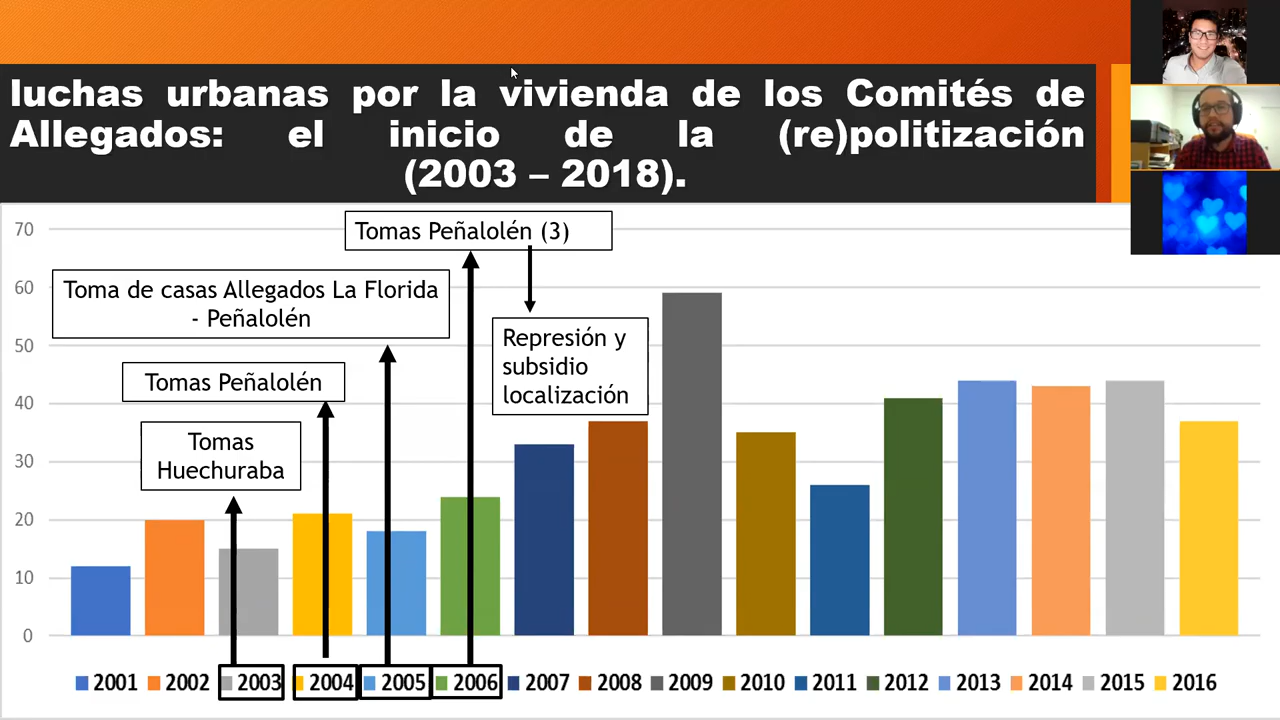 luchas urbanas por la vivienda de los Comités de
Allegados: el inicio de la (re)politización
(2003 – 2018).
70
60
50
40
30
20
10
0
Tomas Peñalolén (3)
Toma de casas Allegados La Florida
- Peñalolén
Represión y
subsidio
localización
Tomas Peñalolén
Tomas
Huechuraba
2001 2002 2003 2004 2005 2006 2007 2008 2009 2010 2011 2012 2013 2014 2015 2016